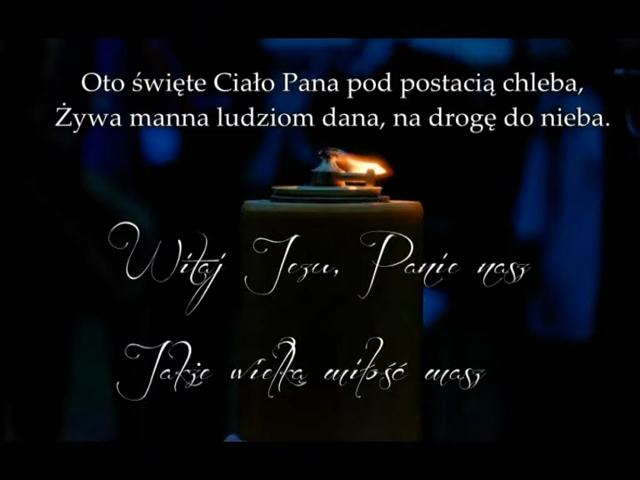 Oto święte Ciało Pana pod postacią chleba,
Żywa manna ludziom dana, na drogę do nieba.
Witaj Jezu, Panie nasz
Jakże wielką miłość masz